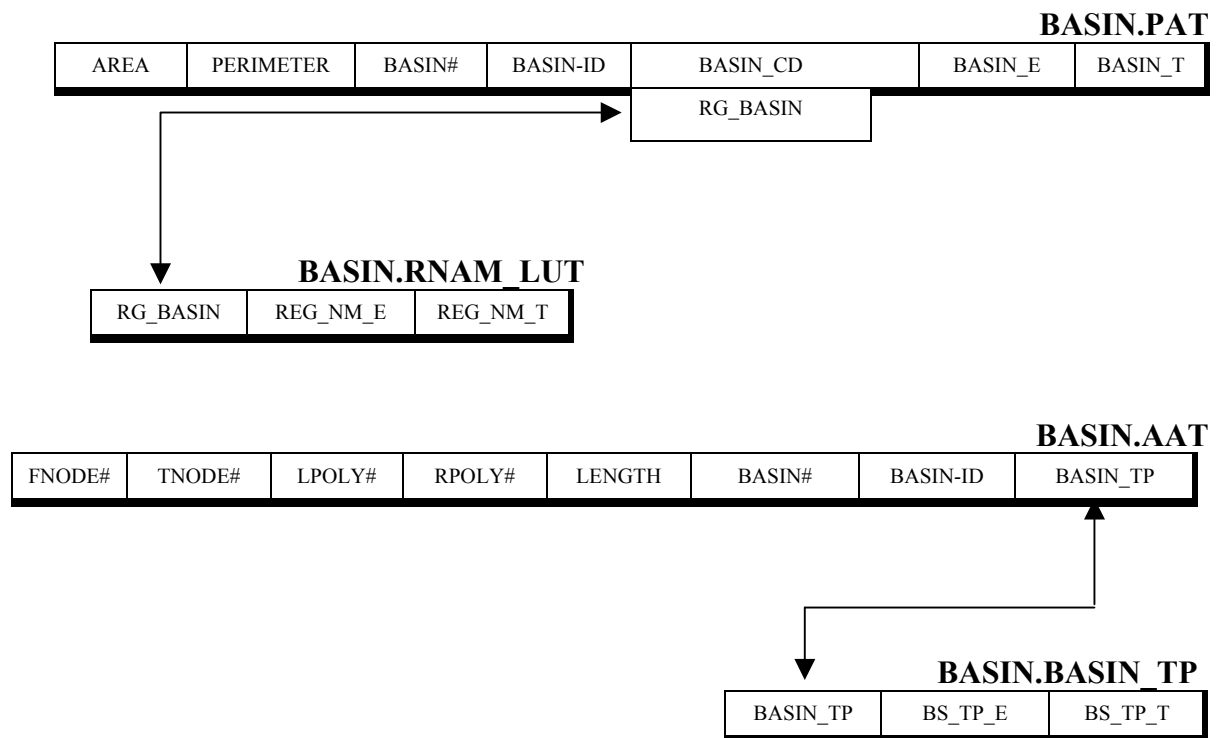 BASIN.PAT
AREA PERIMETER BASIN# BASIN-ID BASIN_CD BASIN_E BASIN_T
RG_BASIN
BASIN.RNAM_LUT
RG_BASIN REG_NM_E REG_NM_T
BASIN.AAT
FNODE# TNODE# LPOLY# RPOLY# LENGTH BASIN# BASIN-ID BASIN_TP
BASIN.BASIN_TP
BASIN_TP BS_TP_E BS_TP_T